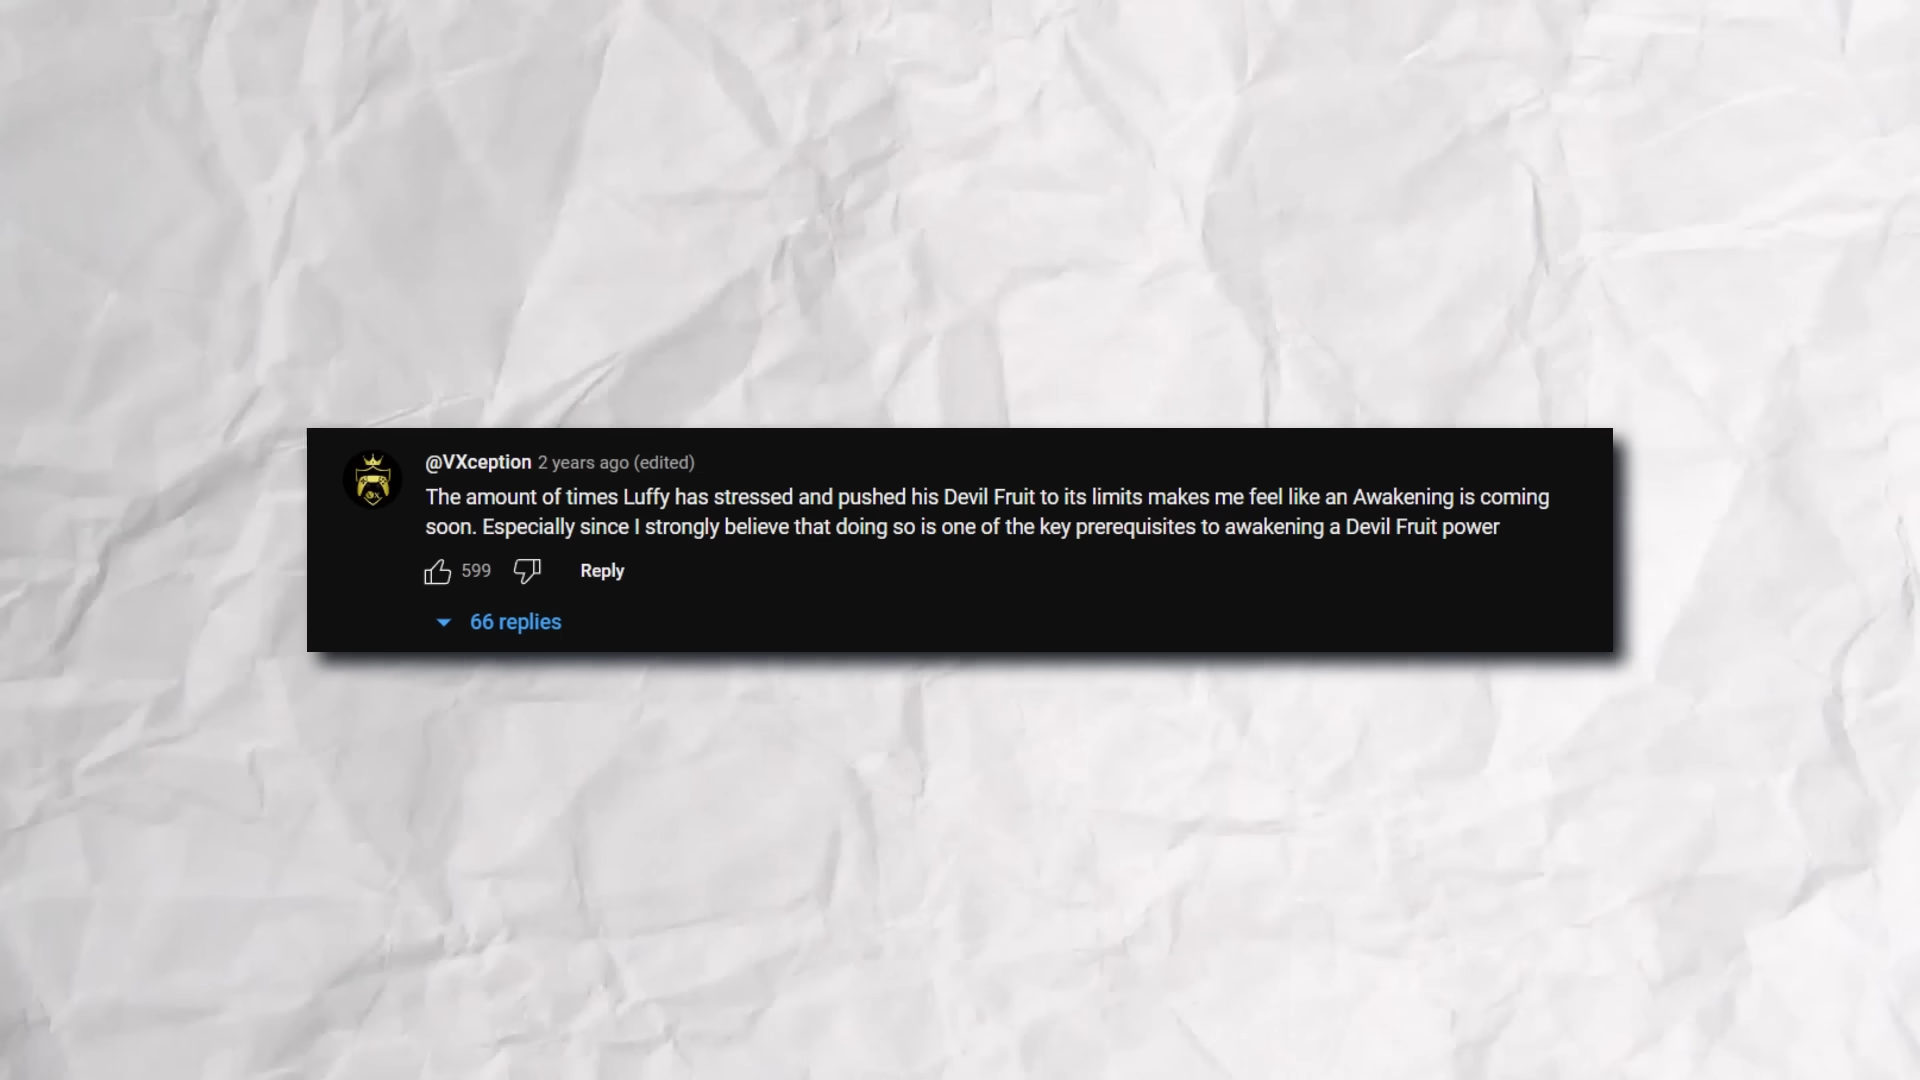 @VXception 2 years ago (edited)
The amount of times Luffy has stressed and pushed his Devil Fruit to its limits makes me feel like an Awakening is coming
soon. Especially since I strongly believe that doing so is one of the key prerequisites to awakening a Devil Fruit power
599 Reply
66 replies